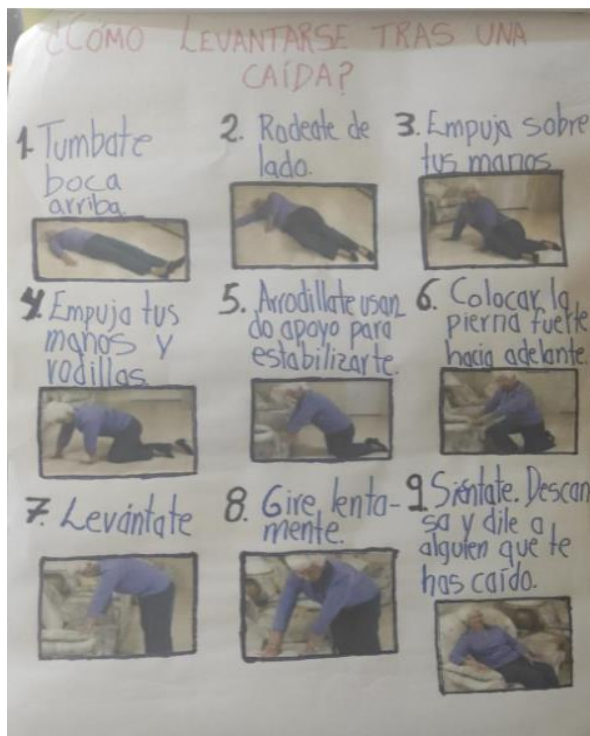 ¿CÓMO LEVANTARSE TRAS UNA
CAÍDA?
1. Tumbate
boca
arriba
2. Rodeate de
lado.
3. Empuja sobre
tus manos
4. Empuja tus
manos y
rodillas
5. Arrodillate usan
do apoyo para
estabilizarte.
6. Colocar la
pierna fuerte
hacia adelante.
7. Levántate
8. Gire lenta-
mente.
9 Siéntate. Descan
sa y dile a
alguien que te
has caído.